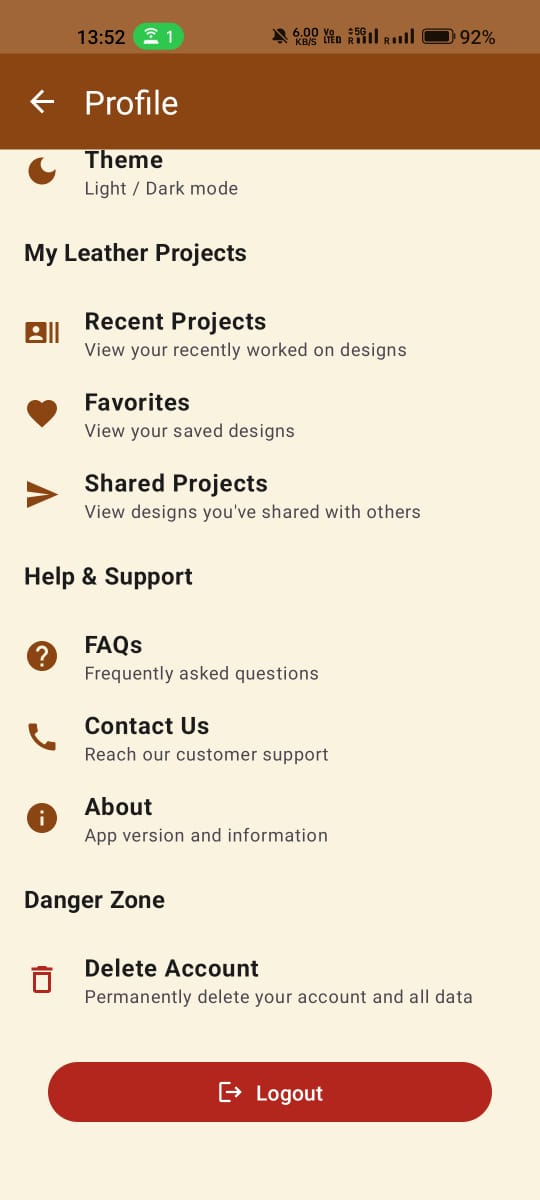 13:52
1
6.00 KB/S
Vo LTE
5G
R
R
92%
Profile
Theme
Light / Dark mode
My Leather Projects
Recent Projects
View your recently worked on designs
Favorites
View your saved designs
Shared Projects
View designs you've shared with others
Help & Support
FAQs
Frequently asked questions
Contact Us
Reach our customer support
About
App version and information
Danger Zone
Delete Account
Permanently delete your account and all data
Logout